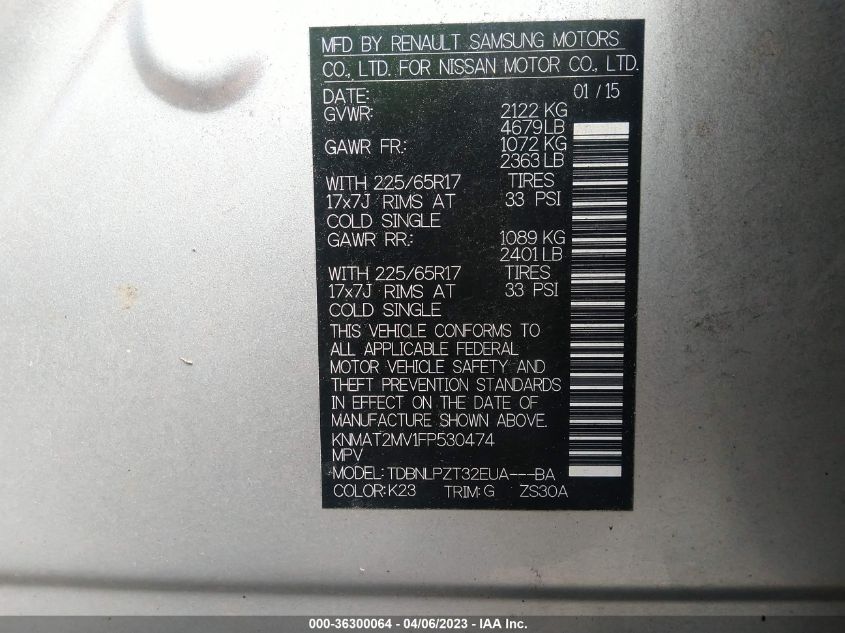 MFD BY RENAULT SAMSUNG MOTORS
CO., LTD. FOR NISSAN MOTOR CO., LTD.
DATE: 01 / 15
GVWR: 2122 KG
4679 LB
GAWR FR.: 1072 KG
2363 LB
WITH 225/65R17 TIRES
17x7J RIMS AT 33 PSI
COLD SINGLE
GAWR RR.: 1089 KG
2401 LB
WITH 225/65R17 TIRES
17x7J RIMS AT 33 PSI
COLD SINGLE
THIS VEHICLE CONFORMS TO
ALL APPLICABLE FEDERAL
MOTOR VEHICLE SAFETY AND
THEFT PREVENTION STANDARDS
IN EFFECT ON THE DATE OF
MANUFACTURE SHOWN ABOVE.
KNMAT2MV1FP530474
MPV
MODEL: TDBNLPZT32EUA---BA
COLOR: K23 TRIM: G ZS30A
000-36300064 - 04/06/2023 - IAA Inc.